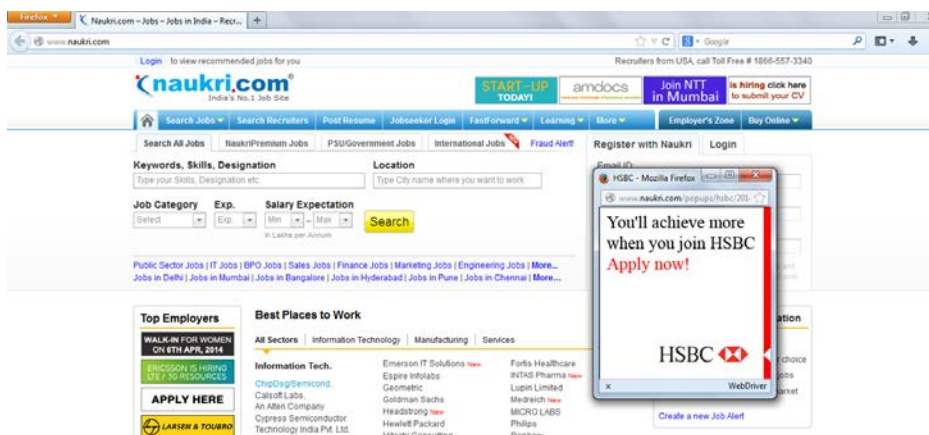 Firefox
Naukri.com – Jobs – Jobs in India – Recr...
www.naukri.com
Google
Login to view recommended jobs for you
Recruiters from USA, call Toll Free # 1866-557-3340
naukri.com
India's No.1 Job Site
START-UP
TODAY!
amdocs
Join NTT
in Mumbai
is hiring click here
to submit your CV
Search Jobs
Search Recruiters
Post Resume
Jobseeker Login
FastForward
Learning
More
Employer's Zone
Buy Online
Search All Jobs
NaukriPremium Jobs
PSU/Government Jobs
International Jobs
Fraud Alert!
Register with Naukri
Login
Keywords, Skills, Designation
Location
Email ID:
Type your Skills, Designation etc.
Type City name where you want to work
Job Category
Exp.
Salary Expectation
Select
Exp.
Min
Max
Search
in Lakhs per Annum
Public Sector Jobs | IT Jobs | BPO Jobs | Sales Jobs | Finance Jobs | Marketing Jobs | Engineering Jobs | More...
Jobs in Delhi | Jobs in Mumbai | Jobs in Bangalore | Jobs in Hyderabad | Jobs in Pune | Jobs in Chennai | More...
HSBC - Mozilla Firefox
www.naukri.com/popups/hsbc/201
You'll achieve more
when you join HSBC
Apply now!
HSBC
x
WebDriver
Top Employers
WALK-IN FOR WOMEN
ON 6TH APR, 2014
ERICSSON IS HIRING
LTE / 3G RESOURCES
APPLY HERE
LARSEN & TOUBRO
Best Places to Work
All Sectors
Information Technology
Manufacturing
Services
Information Tech.
ChipDsg/Semicond.
Calsoft Labs.
An Alten Company
Cypress Semiconductor
Technology India Pvt. Ltd.
Emerson IT Solutions New
Espire Infolabs
Geometric
Goldman Sachs
Headstrong New
Hewlett Packard
Hitachi Consulting
Fortis Healthcare
INTAS Pharma New
Lupin Limited
Medreich New
MICRO LABS
Philips
Ranbaxy
ation
choice
jobs
market
Create a new Job Alert